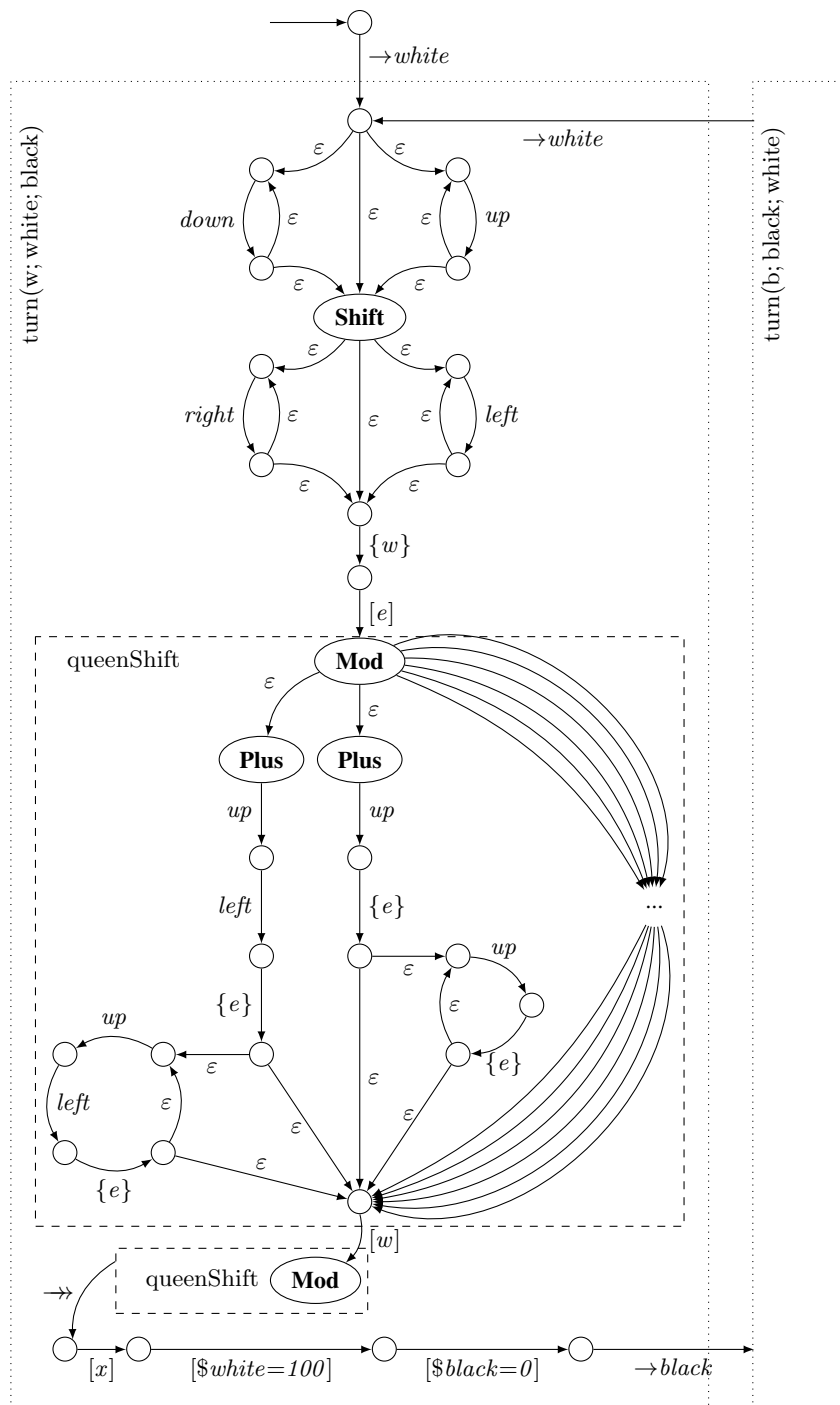 →white
→white
turn(w; white; black)
turn(b; black; white)
ε
ε
down
ε
ε
ε
up
ε
ε
Shift
ε
ε
right
ε
ε
ε
left
ε
ε
{w}
[e]
queenShift
Mod
ε
ε
Plus
Plus
up
up
left
{e}
...
up
ε
{e}
ε
up
ε
{e}
left
ε
ε
ε
ε
ε
{e}
[w]
queenShift
Mod
↠
[x]
[$white=100]
[$black=0]
→black